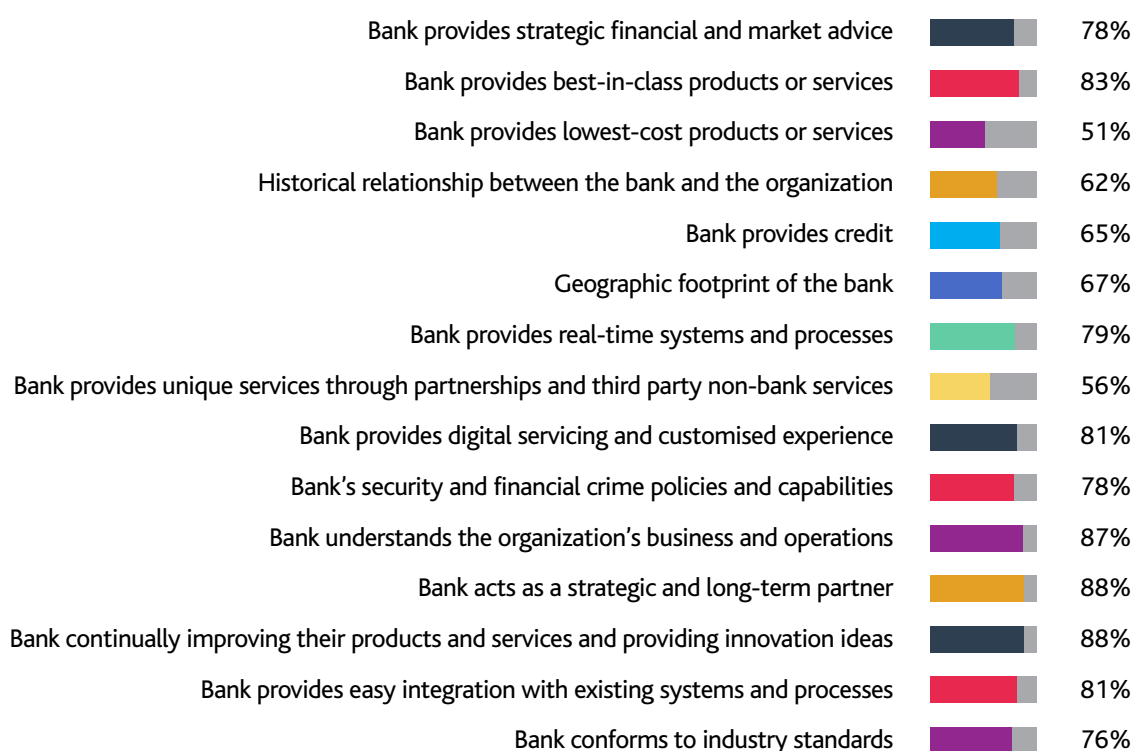 Bank provides strategic financial and market advice 78%
Bank provides best-in-class products or services 83%
Bank provides lowest-cost products or services 51%
Historical relationship between the bank and the organization 62%
Bank provides credit 65%
Geographic footprint of the bank 67%
Bank provides real-time systems and processes 79%
Bank provides unique services through partnerships and third party non-bank services 56%
Bank provides digital servicing and customised experience 81%
Bank’s security and financial crime policies and capabilities 78%
Bank understands the organization’s business and operations 87%
Bank acts as a strategic and long-term partner 88%
Bank continually improving their products and services and providing innovation ideas 88%
Bank provides easy integration with existing systems and processes 81%
Bank conforms to industry standards 76%